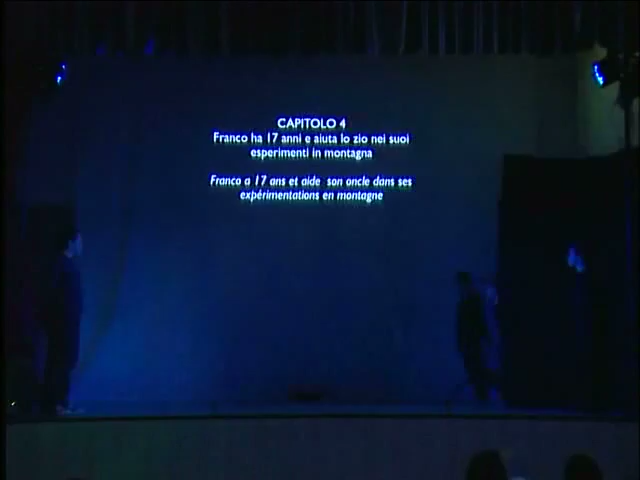 CAPITOLO 4
Franco ha 17 anni e aiuta lo zio nei suoi
esperimenti in montagna
Franco a 17 ans et aide son oncle dans ses
expérimentations en montagne